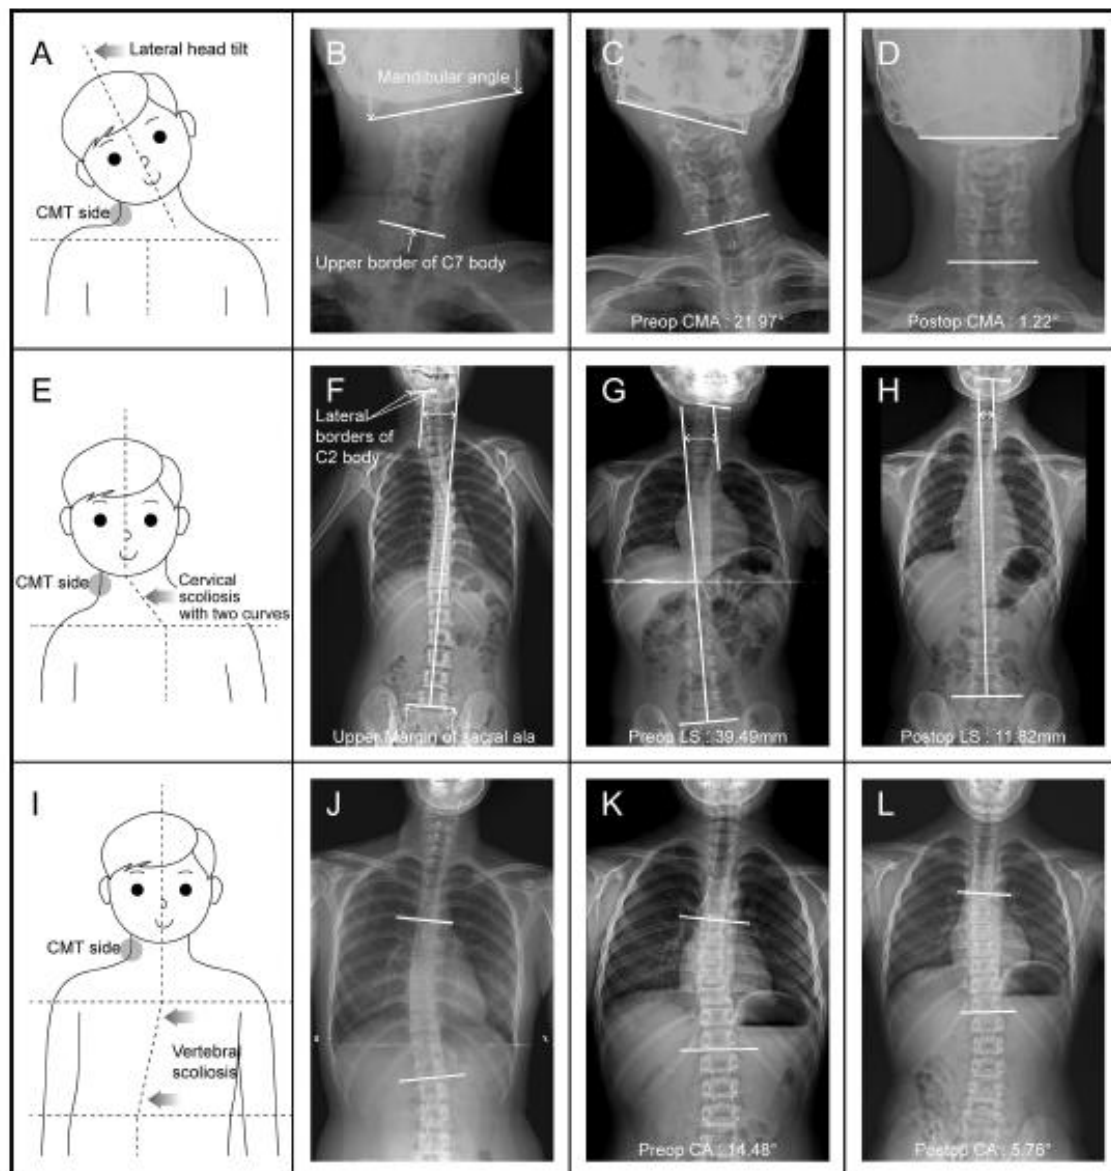 A
Lateral head tilt
CMT side
B
Mandibular angle
Upper border of C7 body
C
Preop CMA : 21.97°
D
Postop CMA : 1.22°
E
CMT side
Cervical
scoliosis
with two curves
F
Lateral
borders of
C2 body
Upper Margin of sacral ala
G
Preop LS : 39.49mm
H
Postop LS : 11.82mm
I
CMT side
Vertebral
scoliosis
J
K
Preop CA : 14.48°
L
Postop CA : 5.76°